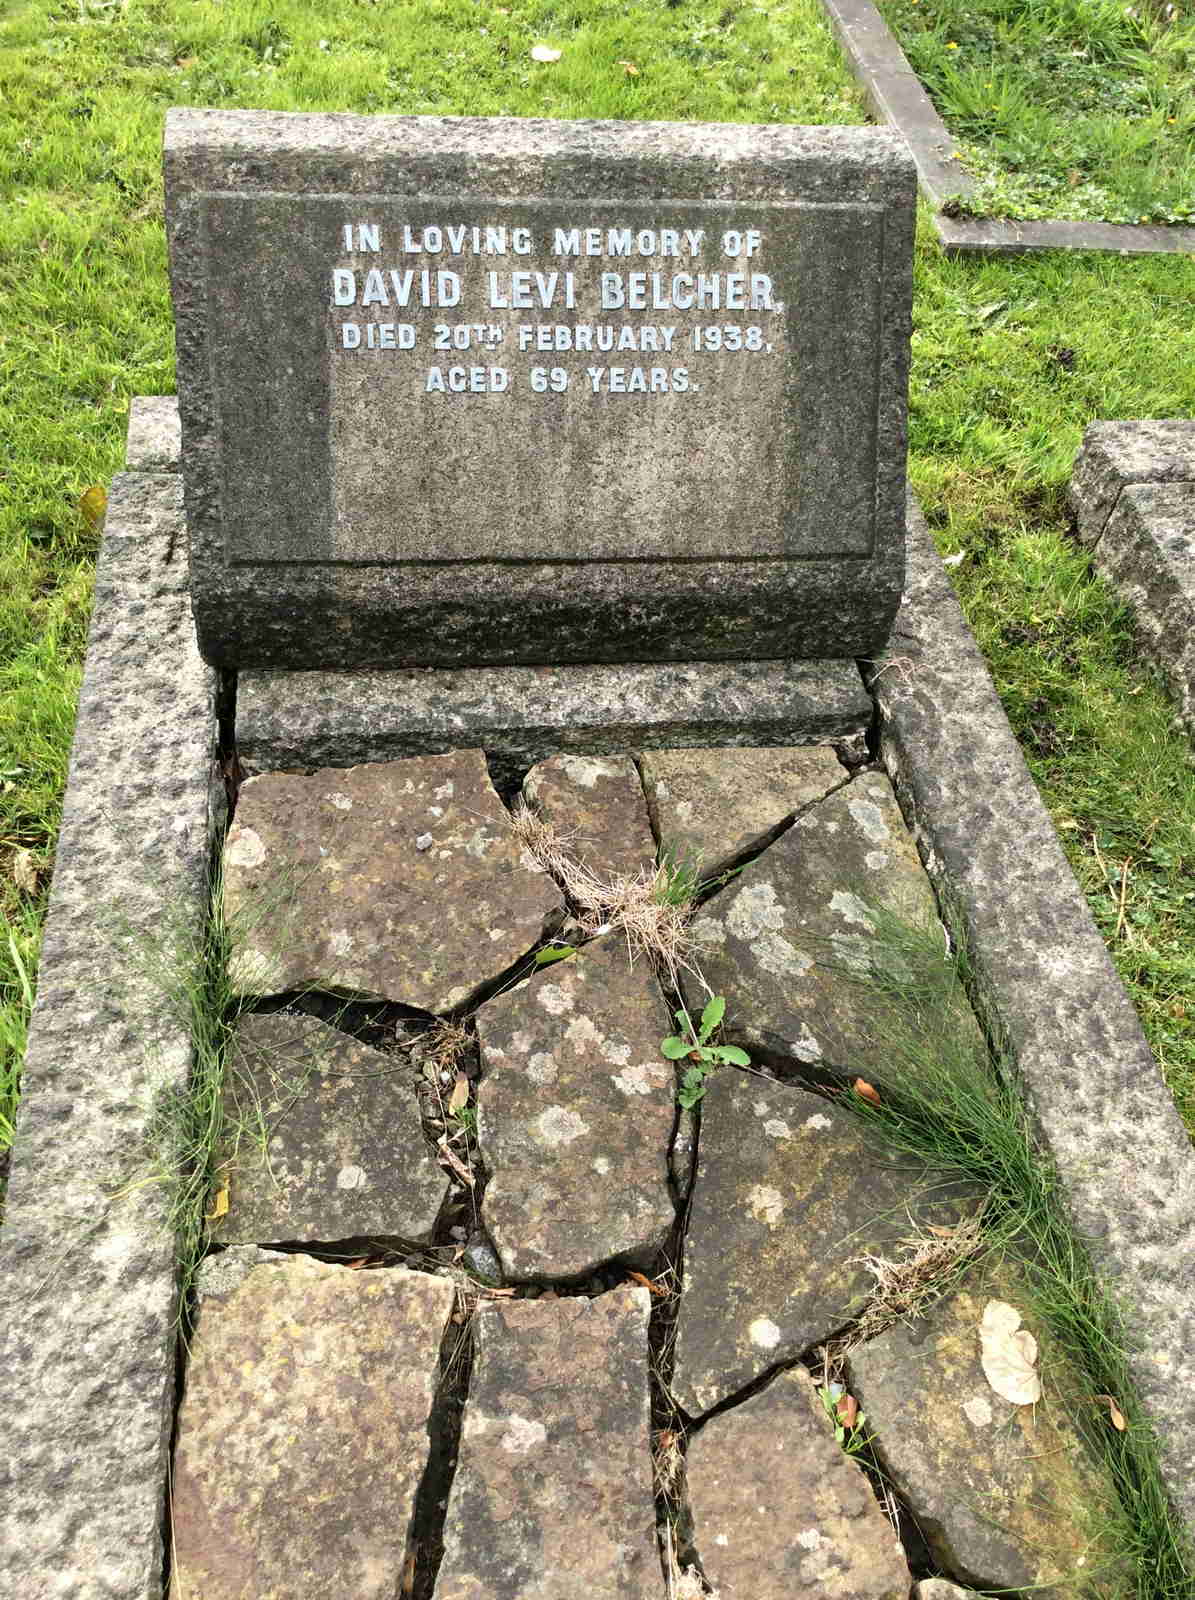 IN LOVING MEMORY OF
DAVID LEVI BELCHER,
DIED 20TH FEBRUARY 1938,
AGED 69 YEARS.